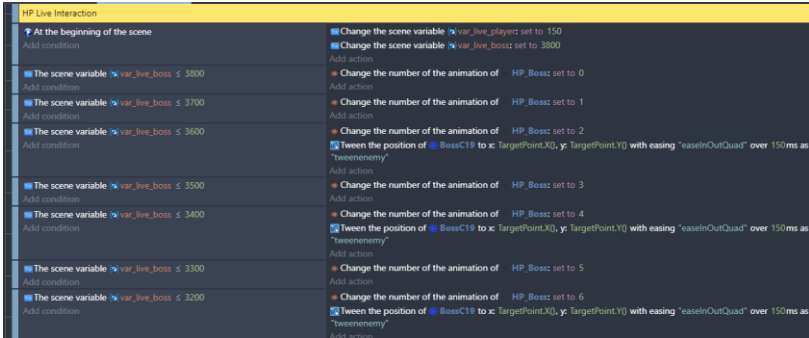 HP Live Interaction
At the beginning of the scene
Add condition
Change the scene variable var_live_player: set to 150
Change the scene variable var_live_boss: set to 3800
Add action
The scene variable var_live_boss ≤ 3800
Add condition
Change the number of the animation of HP_Boss: set to 0
Add action
The scene variable var_live_boss ≤ 3700
Add condition
Change the number of the animation of HP_Boss: set to 1
Add action
The scene variable var_live_boss ≤ 3600
Add condition
Change the number of the animation of HP_Boss: set to 2
Tween the position of BossC19 to x: TargetPoint.X(), y: TargetPoint.Y() with easing "easeInOutQuad" over 150ms as
"tweenenemy"
Add action
The scene variable var_live_boss ≤ 3500
Add condition
Change the number of the animation of HP_Boss: set to 3
Add action
The scene variable var_live_boss ≤ 3400
Add condition
Change the number of the animation of HP_Boss: set to 4
Tween the position of BossC19 to x: TargetPoint.X(), y: TargetPoint.Y() with easing "easeInOutQuad" over 150ms as
"tweenenemy"
Add action
The scene variable var_live_boss ≤ 3300
Add condition
Change the number of the animation of HP_Boss: set to 5
Add action
The scene variable var_live_boss ≤ 3200
Add condition
Change the number of the animation of HP_Boss: set to 6
Tween the position of BossC19 to x: TargetPoint.X(), y: TargetPoint.Y() with easing "easeInOutQuad" over 150ms as
"tweenenemy"
Add action